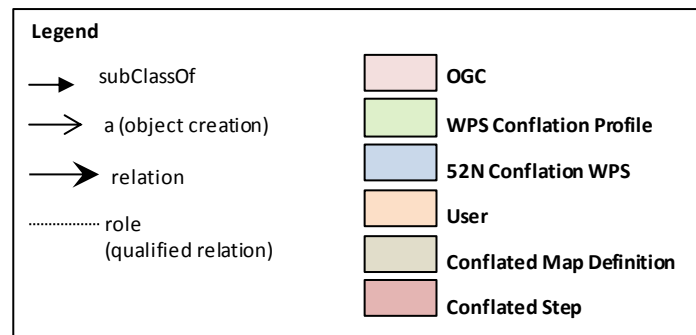 Legend
subClassOf
a (object creation)
relation
role
(qualified relation)
OGC
WPS Conflation Profile
52N Conflation WPS
User
Conflated Map Definition
Conflated Step